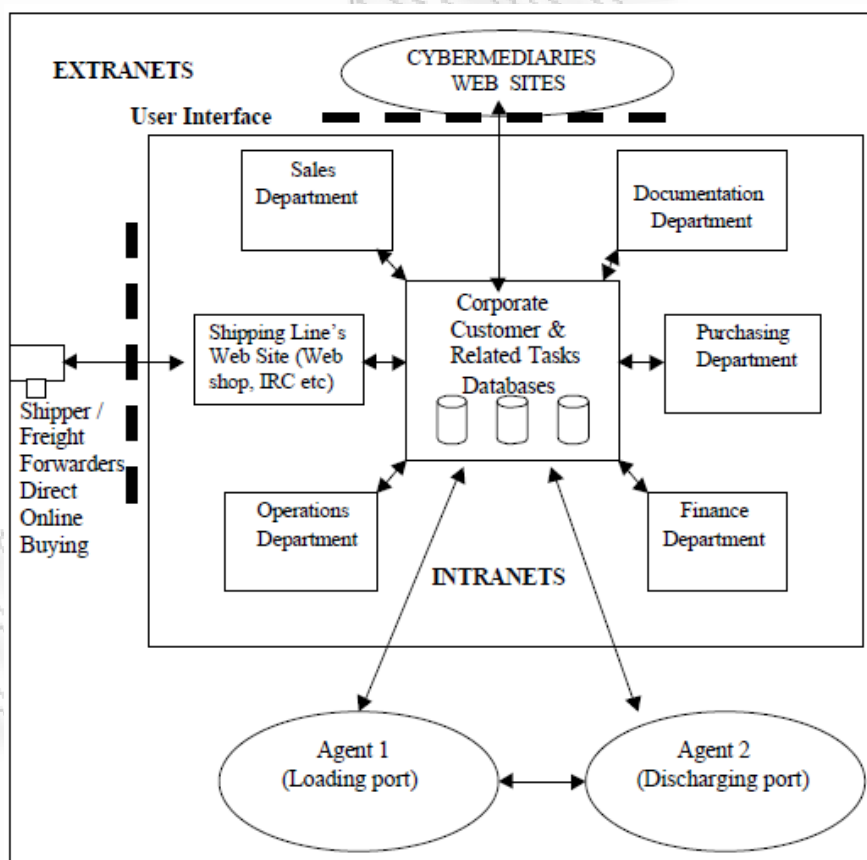 CYBERMEDIARIES
WEB SITES
EXTRANETS
User Interface
Sales
Department
Documentation
Department
Corporate
Customer &
Related Tasks
Databases
Shipping Line's
Web Site (Web
shop, IRC etc)
Purchasing
Department
Shipper /
Freight
Forwarders
Direct
Online
Buying
Operations
Department
Finance
Department
INTRANETS
Agent 1
(Loading port)
Agent 2
(Discharging port)